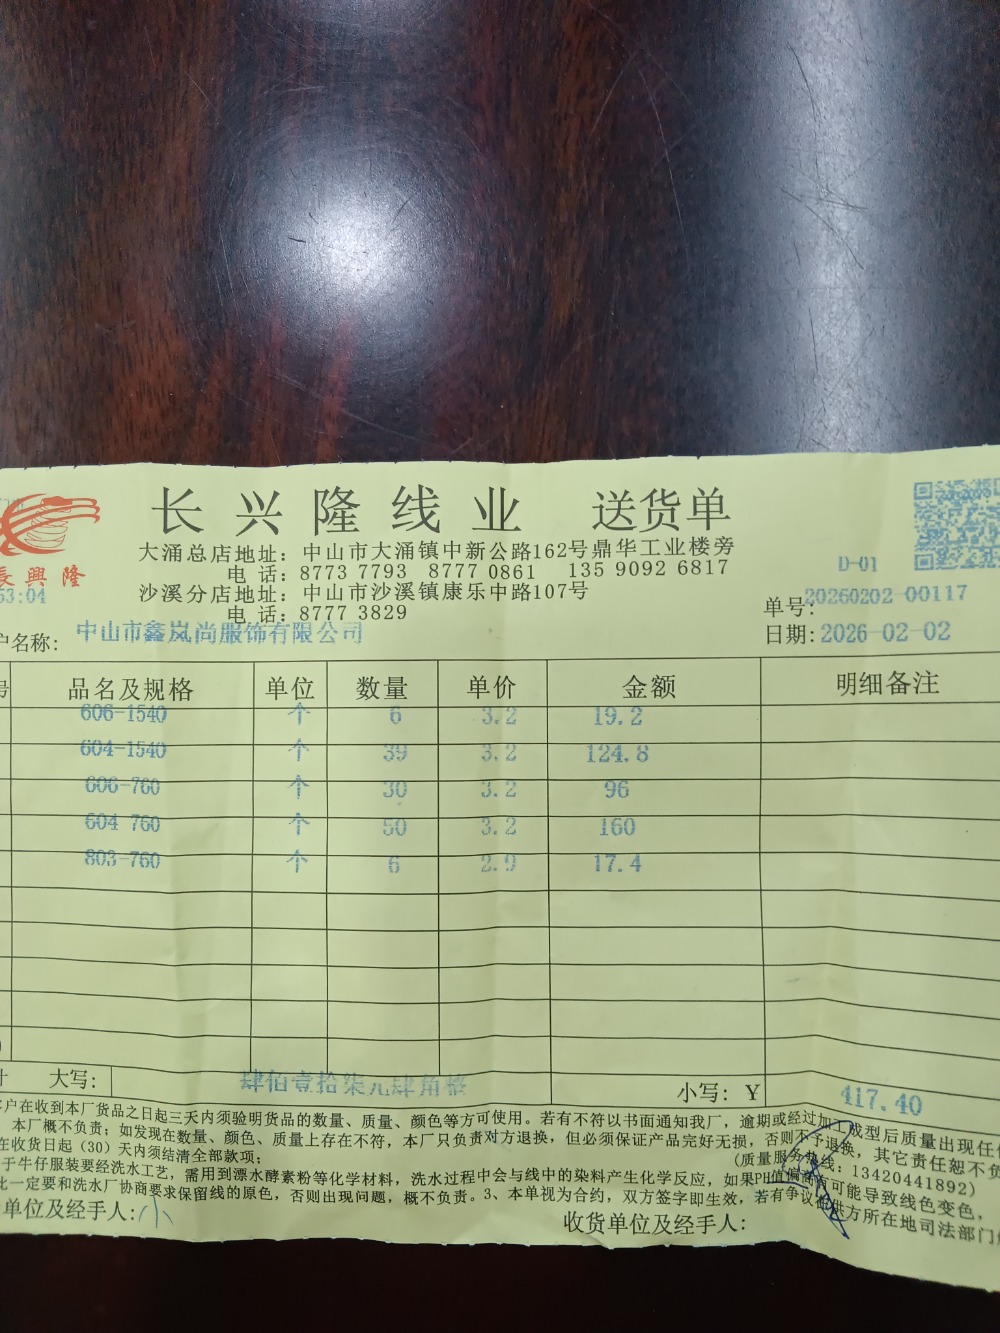 长兴隆线业 送货单
大涌总店地址：中山市大涌镇中新公路162号鼎华工业楼旁
电 话：8773 7793 8777 0861 135 9092 6817
沙溪分店地址：中山市沙溪镇康乐中路107号
电 话：8777 3829
長興隆
53:04
D-01
单号：20260202-00117
日期：2026-02-02
户名称：中山市鑫岚尚服饰有限公司
号 品名及规格 单位 数量 单价 金额 明细备注
606-1540 个 6 3.2 19.2
604-1540 个 39 3.2 124.8
606-760 个 30 3.2 96
604-760 个 50 3.2 160
803-760 个 6 2.9 17.4
计 大写：肆佰壹拾柒元肆角 小写：Y 417.40
客户在收到本厂货品之日起三天内须验明货品的数量、质量、颜色等方可使用。若有不符以书面通知我厂，逾期或经过加工成型后质量出现任何
本厂概不负责；如发现在数量、颜色、质量上存在不符，本厂只负责对方退换，但必须保证产品完好无损，否则不予退换，其它责任恕不负
在收货日起（30）天内须结清全部款项；
（质量服务热线：13420441892）
于牛仔服装要经洗水工艺，需用到漂水酵素粉等化学材料，洗水过程中会与线中的染料产生化学反应，如果PH值偏高有可能导致线色变色，
此一定要和洗水厂协商要求保留线的原色，否则出现问题，概不负责。3、本单视为合约，双方签字即生效，若有争议在供方所在地司法部门
单位及经手人：小
收货单位及经手人：